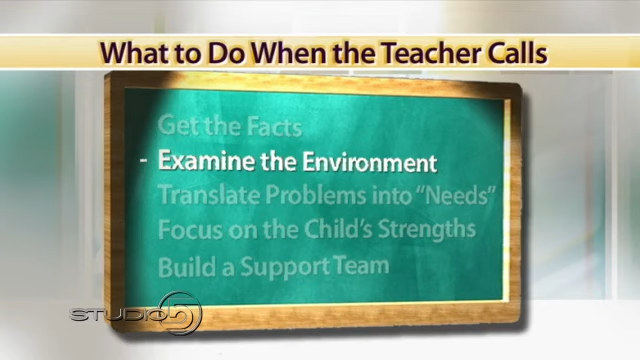 What to Do When the Teacher Calls
Get the Facts
- Examine the Environment
Translate Problems into “Needs”
Focus on the Child’s Strengths
Build a Support Team
STUDIO 5